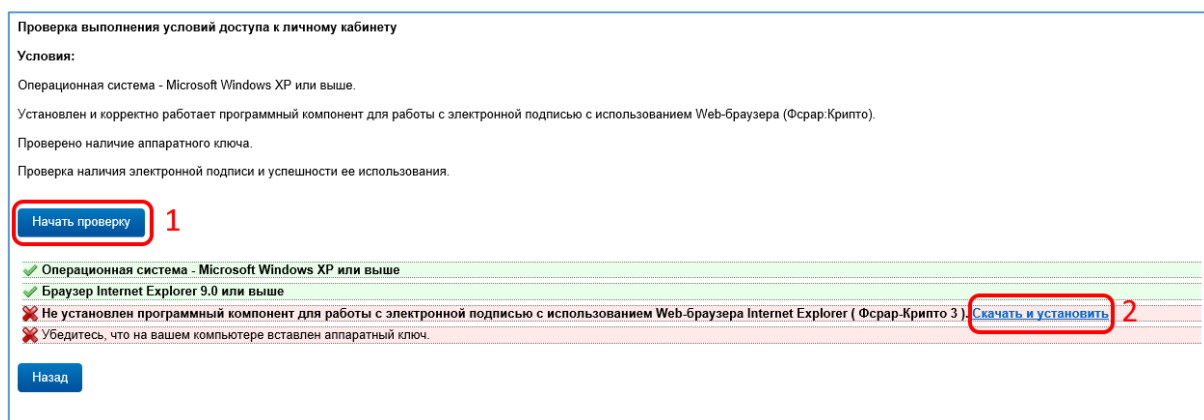 Проверка выполнения условий доступа к личному кабинету
Условия:
Операционная система - Microsoft Windows XP или выше.
Установлен и корректно работает программный компонент для работы с электронной подписью с использованием Web-браузера (Фсрар:Крипто).
Проверено наличие аппаратного ключа.
Проверка наличия электронной подписи и успешности ее использования.
Начать проверку 1
Операционная система - Microsoft Windows XP или выше
Браузер Internet Explorer 9.0 или выше
Не установлен программный компонент для работы с электронной подписью с использованием Web-браузера Internet Explorer ( Фсрар-Крипто 3 ). Скачать и установить 2
Убедитесь, что на вашем компьютере вставлен аппаратный ключ.
Назад